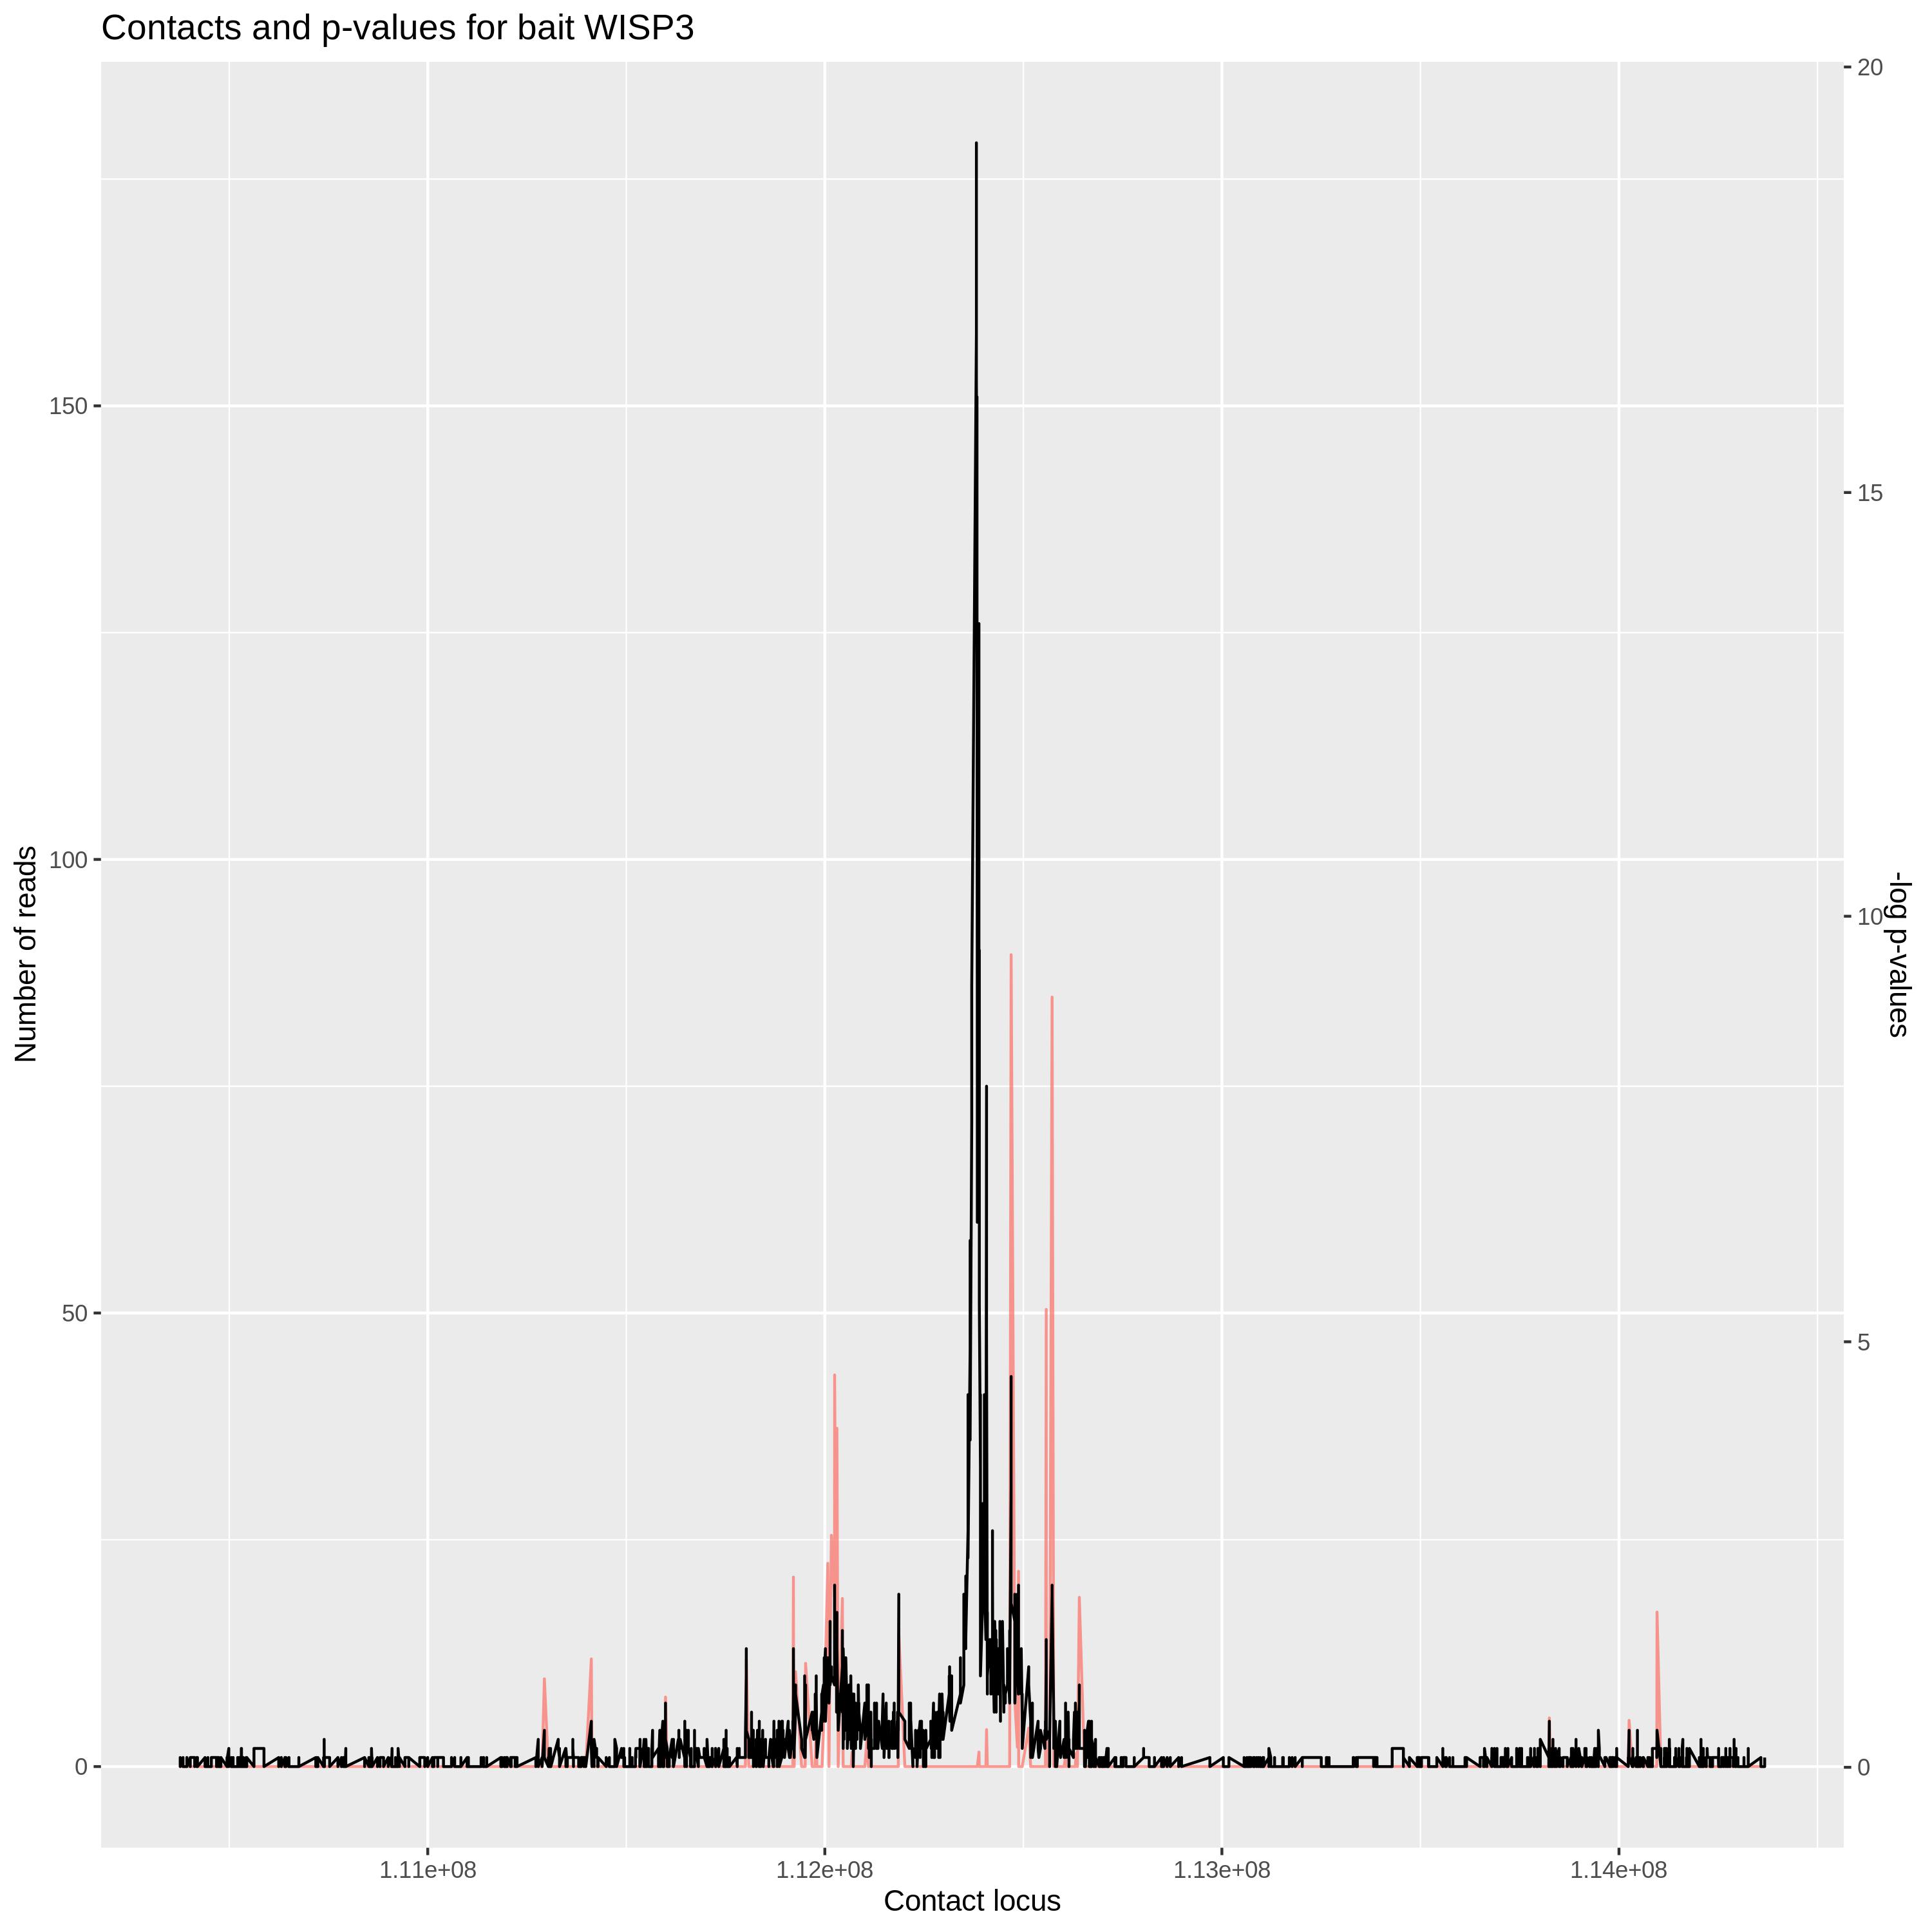 Contacts and p-values for bait WISP3
Number of reads
150
100
50
0
20
15
10
5
0
-log p-values
1.11e+08
1.12e+08
1.13e+08
1.14e+08
Contact locus